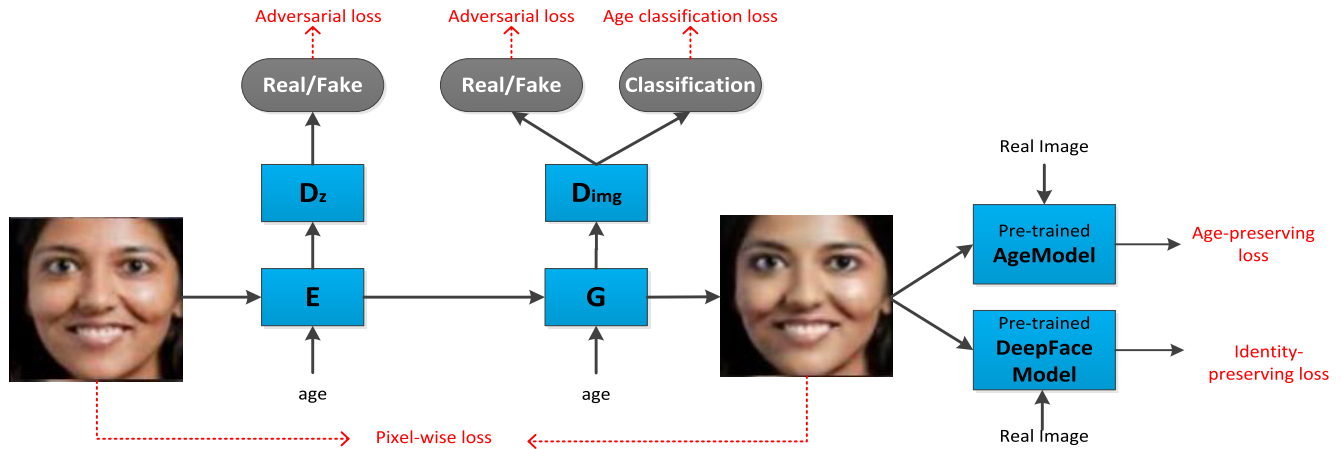 Adversarial loss
Adversarial loss
Age classification loss
Real/Fake
Real/Fake
Classification
Real Image
Dz
Dimg
Pre-trained
AgeModel
Age-preserving
loss
E
G
Pre-trained
DeepFace
Model
Identity-
preserving loss
age
age
Pixel-wise loss
Real Image